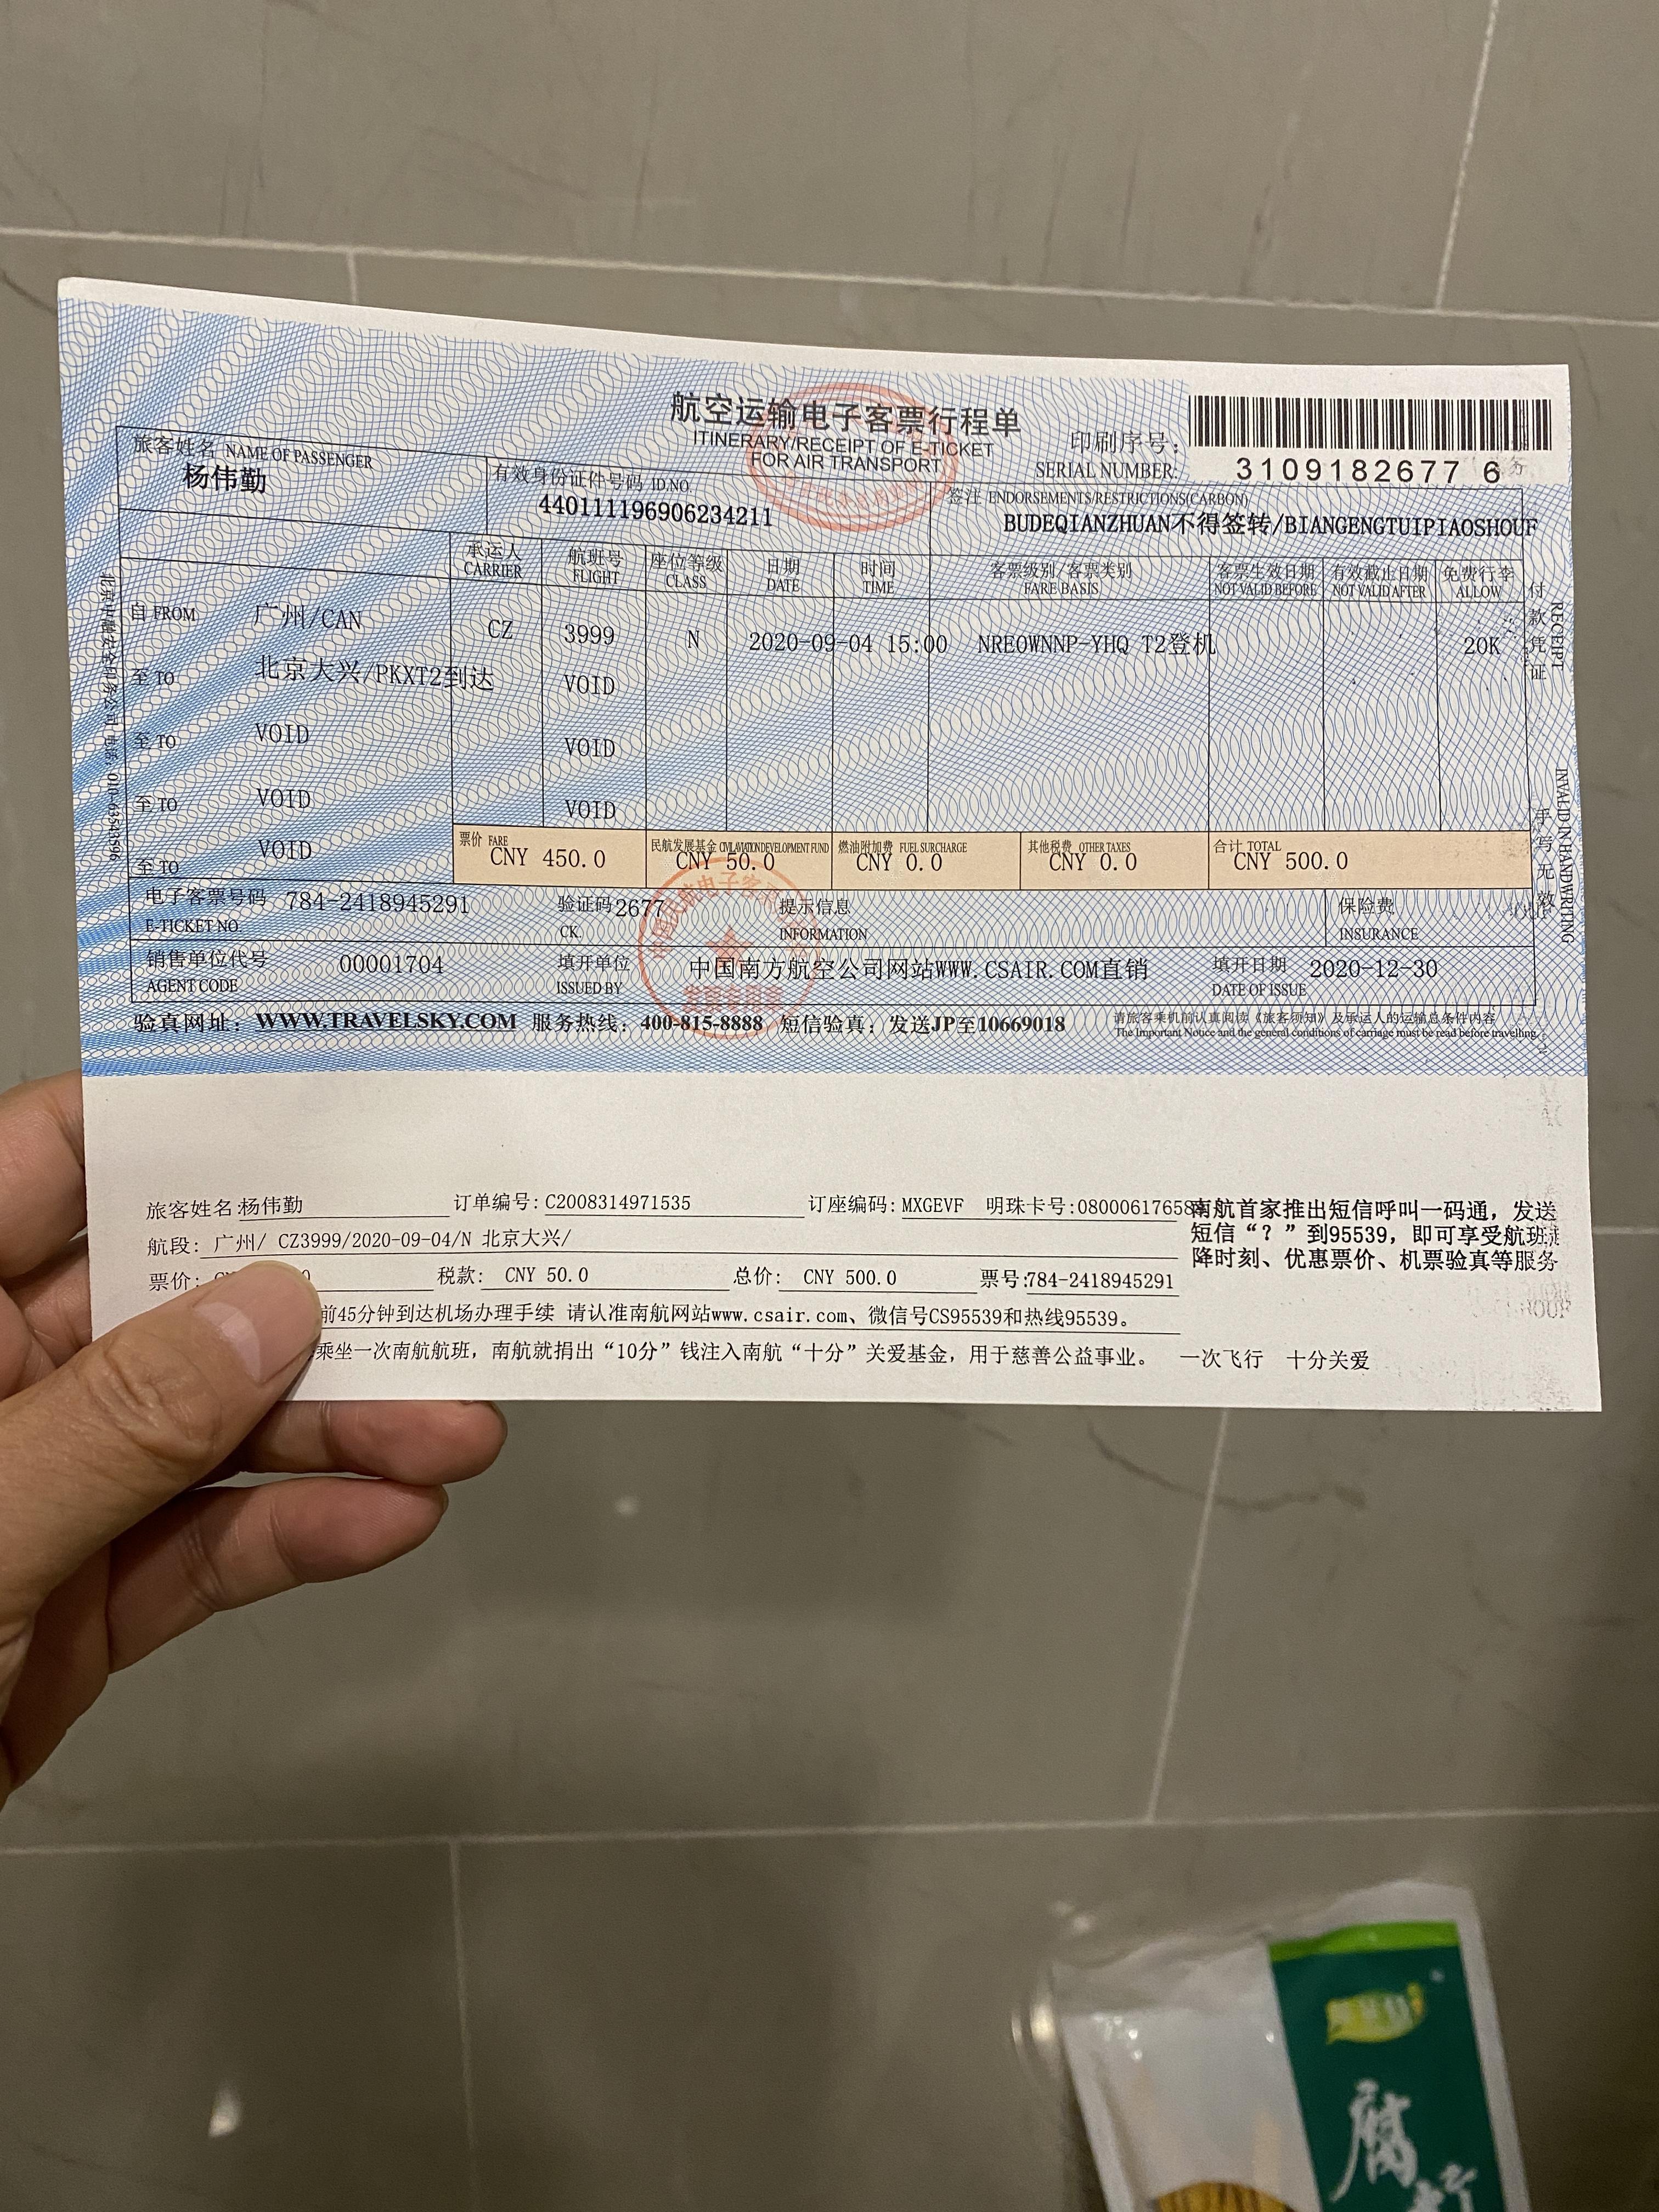 航空运输电子客票行程单
ITINERARY/RECEIPT OF E-TICKET
FOR AIR TRANSPORT
印刷序号:
SERIAL NUMBER: 3109182677 6
旅客姓名 NAME OF PASSENGER
杨伟勤
有效身份证件号码 ID.NO.
440111196906234211
签注 ENDORSEMENTS/RESTRICTIONS(CARBON)
BUDEQIANZHUAN不得签转/BIANGENGTUIPIAOSHOUF
承运人 航班号 座位等级 日期 时间 客票级别/客票类别 客票生效日期 有效截止日期 免费行李
CARRIER FLIGHT CLASS DATE TIME FARE BASIS NOT VALID BEFORE NOT VALID AFTER ALLOW
自 FROM 广州/CAN CZ 3999 N 2020-09-04 15:00 NREOWNNP-YHQ T2登机 20K
至 TO 北京大兴/PKXT2到达 VOID
至 TO VOID VOID
至 TO VOID VOID
至 TO VOID
票价 FARE 民航发展基金 CIVIL AVIATION DEVELOPMENT FUND 燃油附加费 FUEL SURCHARGE 其他税费 OTHER TAXES 合计 TOTAL
CNY 450.0 CNY 50.0 CNY 0.0 CNY 0.0 CNY 500.0
电子客票号码 784-2418945291 验证码 2677 提示信息 保险费
E-TICKET NO. CK. INFORMATION INSURANCE
销售单位代号 00001704 填开单位 中国南方航空公司网站WWW.CSAIR.COM直销 填开日期 2020-12-30
AGENT CODE ISSUED BY DATE OF ISSUE
验真网址: WWW.TRAVELSKY.COM 服务热线: 400-815-8888 短信验真: 发送JP至10669018
请旅客乘机前认真阅读《旅客须知》及承运人的运输总条件内容
The Important Notice and the general conditions of carriage must be read before travelling.
付款凭证 RECEIPT
手写无效 INVALID IN HANDWRITING
发票专用章
旅客姓名:杨伟勤 订单编号:C2008314971535 订座编码:MXGEVF 明珠卡号:08000617658
航段: 广州/ CZ3999/2020-09-04/N 北京大兴/
票价: 税款: CNY 50.0 总价: CNY 500.0 票号:784-2418945291
前45分钟到达机场办理手续 请认准南航网站www.csair.com、微信号CS95539和热线95539。
乘坐一次南航航班,南航就捐出“10分”钱注入南航“十分”关爱基金,用于慈善公益事业。 一次飞行 十分关爱
南航首家推出短信呼叫一码通,发送
短信“?”到95539,即可享受航班
降时刻、优惠票价、机票验真等服务
腐竹